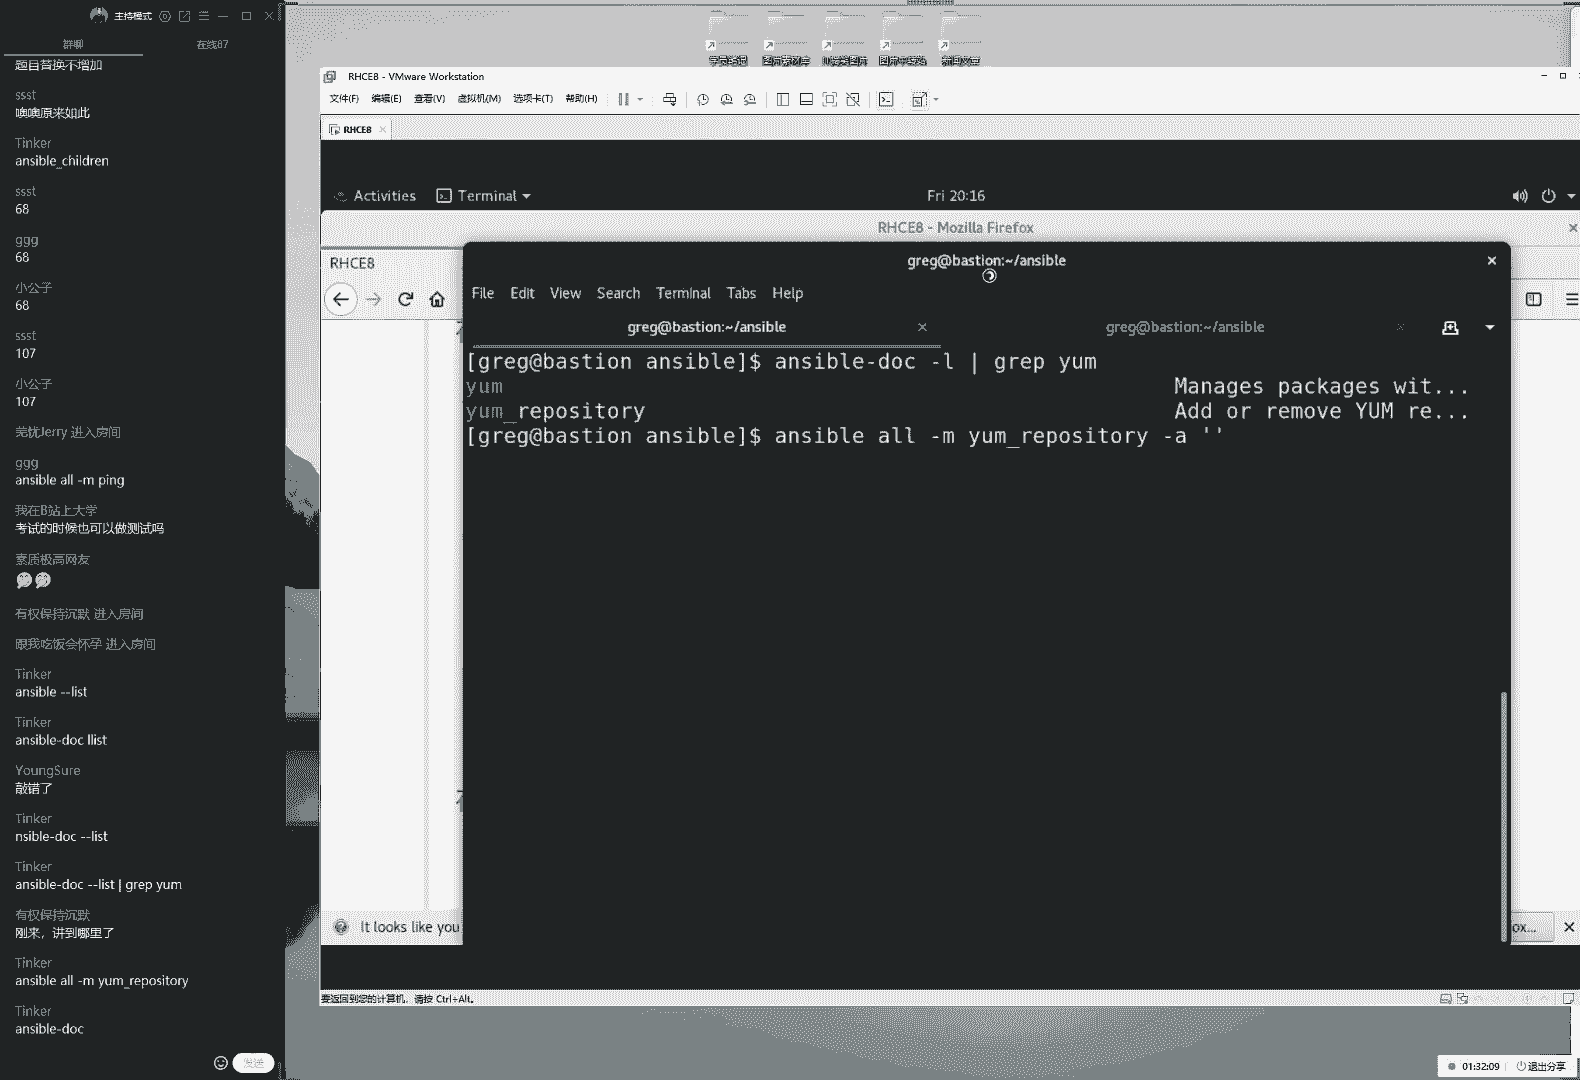 主持模式
群聊
在线87
题目替换不增加
ssst
噢噢原来如此
Tinker
ansible_children
ssst
68
ggg
68
小公子
68
ssst
107
小公子
107
芜忧Jerry 进入房间
ggg
ansible all -m ping
我在B站上大学
考试的时候也可以做测试吗
素质极高网友
有权保持沉默 进入房间
跟我吃饭会怀孕 进入房间
Tinker
ansible --list
Tinker
ansible-doc llist
YoungSure
敲错了
Tinker
nsible-doc --list
Tinker
ansible-doc --list | grep yum
有权保持沉默
刚来，讲到哪里了
Tinker
ansible all -m yum_repository
Tinker
ansible-doc
发送
RHCE8 - VMware Workstation
文件(F) 编辑(E) 查看(V) 虚拟机(M) 选项卡(T) 帮助(H)
RHCE8
Activities Terminal Fri 20:16
RHCE8 - Mozilla Firefox
RHCE8
greg@bastion:~/ansible
File Edit View Search Terminal Tabs Help
greg@bastion:~/ansible greg@bastion:~/ansible
[greg@bastion ansible]$ ansible-doc -l | grep yum
yum Manages packages wit...
yum_repository Add or remove YUM re...
[greg@bastion ansible]$ ansible all -m yum_repository -a ''
It looks like you
ox...
要返回到您的计算机，请按 Ctrl+Alt。
01:32:09 退出分享